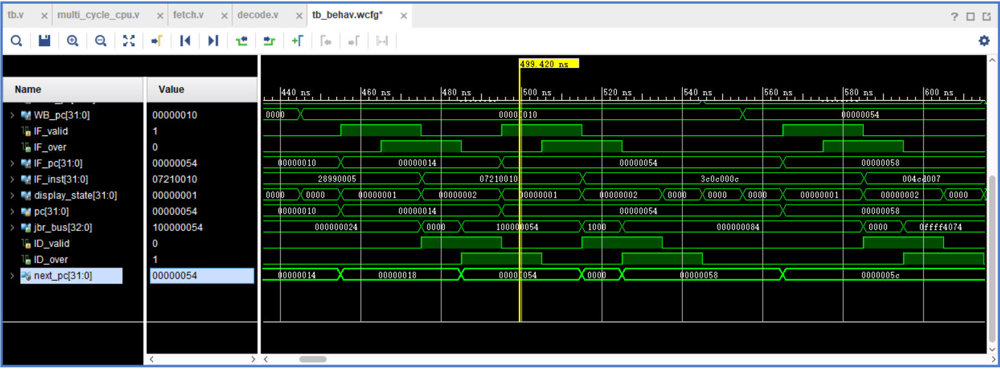 tb.v × multi_cycle_cpu.v × fetch.v × decode.v × tb_behav.wcfg* × ?
499.420 ns
Name Value 440 ns 460 ns 480 ns 500 ns 520 ns 540 ns 560 ns 580 ns 600 ns
WB_pc[31:0] 00000010 0000 00000010 00000054
IF_valid 1
IF_over 0
IF_pc[31:0] 00000054 00000010 00000014 00000054 00000058
IF_inst[31:0] 07210010 28990005 07210010 3c0c000c 004cd007
display_state[31:0] 00000001 0000 0000 00000001 00000002 00000001 00000002 0000 0000 0000 00000001 00000002 0000
pc[31:0] 00000054 00000010 00000014 00000054 00000058
jbr_bus[32:0] 100000054 000000024 0000 100000054 1000 000000084 0000 0ffff4074
ID_valid 0
ID_over 1
next_pc[31:0] 00000054 00000014 00000018 00000054 0000 00000058 0000005c